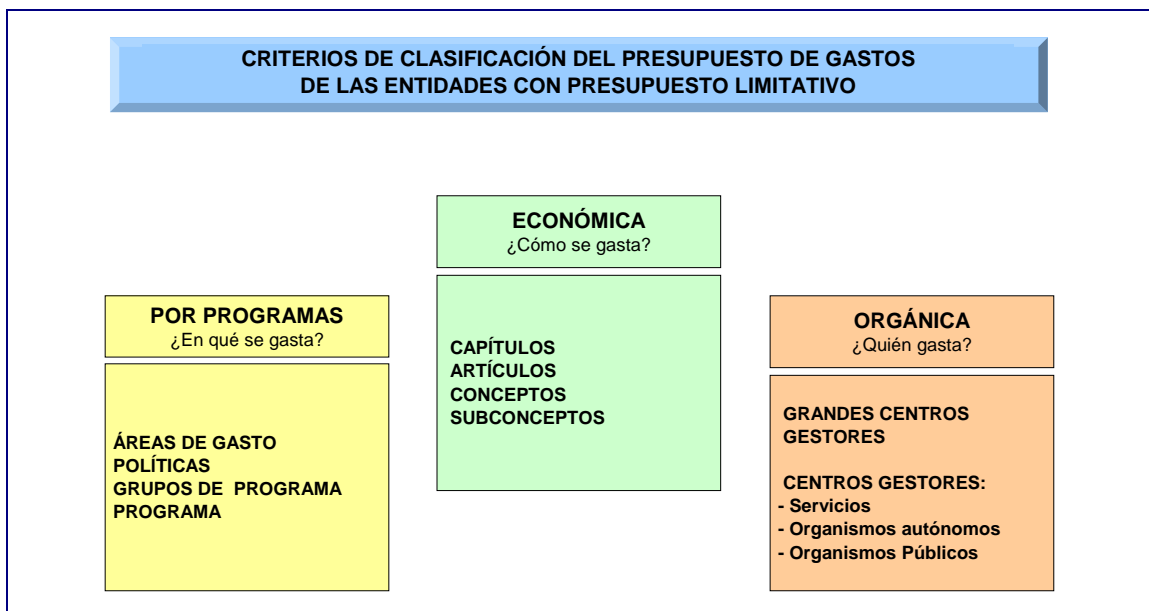 CRITERIOS DE CLASIFICACIÓN DEL PRESUPUESTO DE GASTOS
DE LAS ENTIDADES CON PRESUPUESTO LIMITATIVO
POR PROGRAMAS
¿En qué se gasta?
ÁREAS DE GASTO
POLÍTICAS
GRUPOS DE PROGRAMA
PROGRAMA
ECONÓMICA
¿Cómo se gasta?
CAPÍTULOS
ARTÍCULOS
CONCEPTOS
SUBCONCEPTOS
ORGÁNICA
¿Quién gasta?
GRANDES CENTROS
GESTORES
CENTROS GESTORES:
- Servicios
- Organismos autónomos
- Organismos Públicos